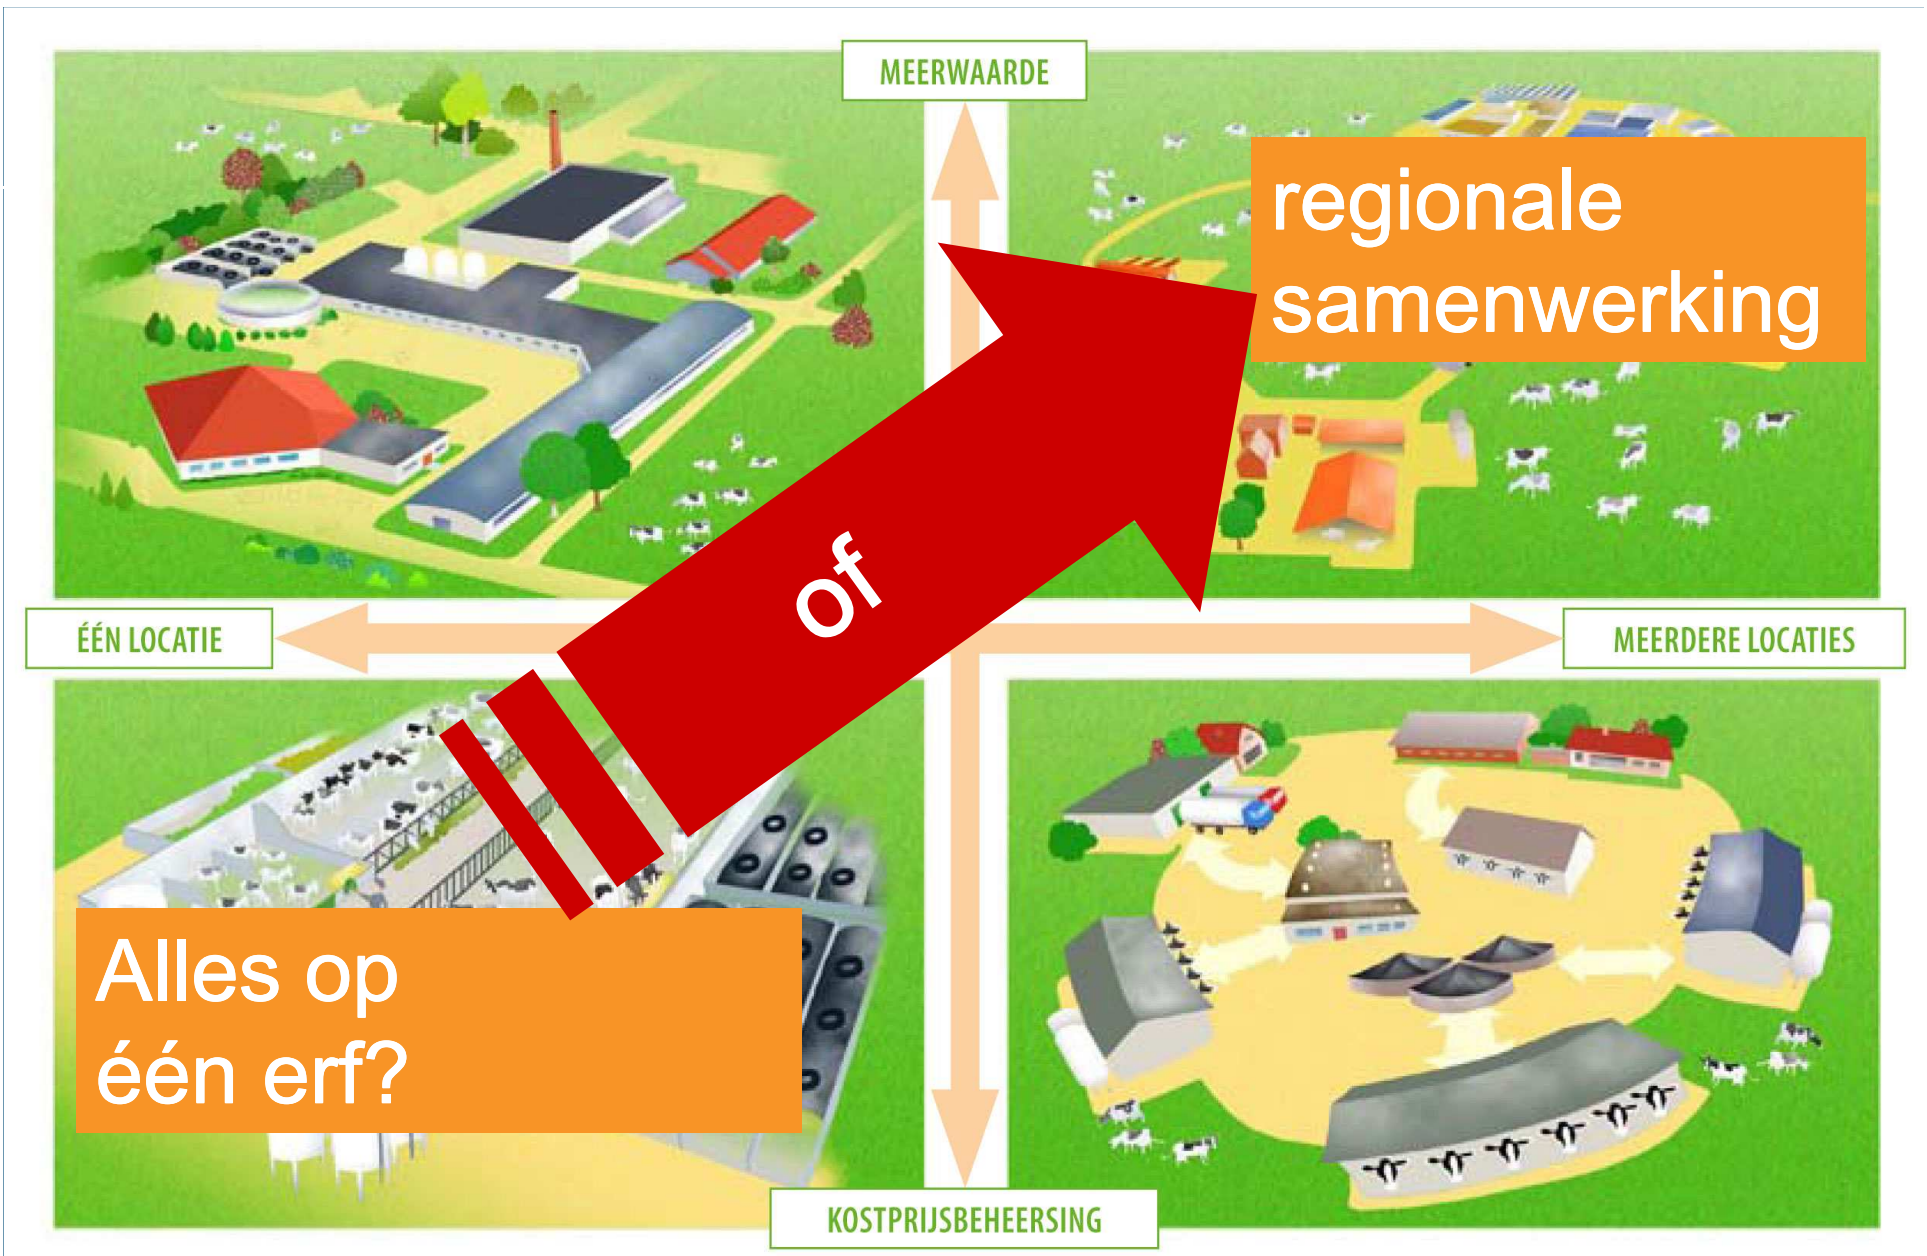 MEERWAARDE
regionale
samenwerking
of
ÉÉN LOCATIE
MEERDERE LOCATIES
Alles op
één erf?
KOSTPRIJSBEHEERSING